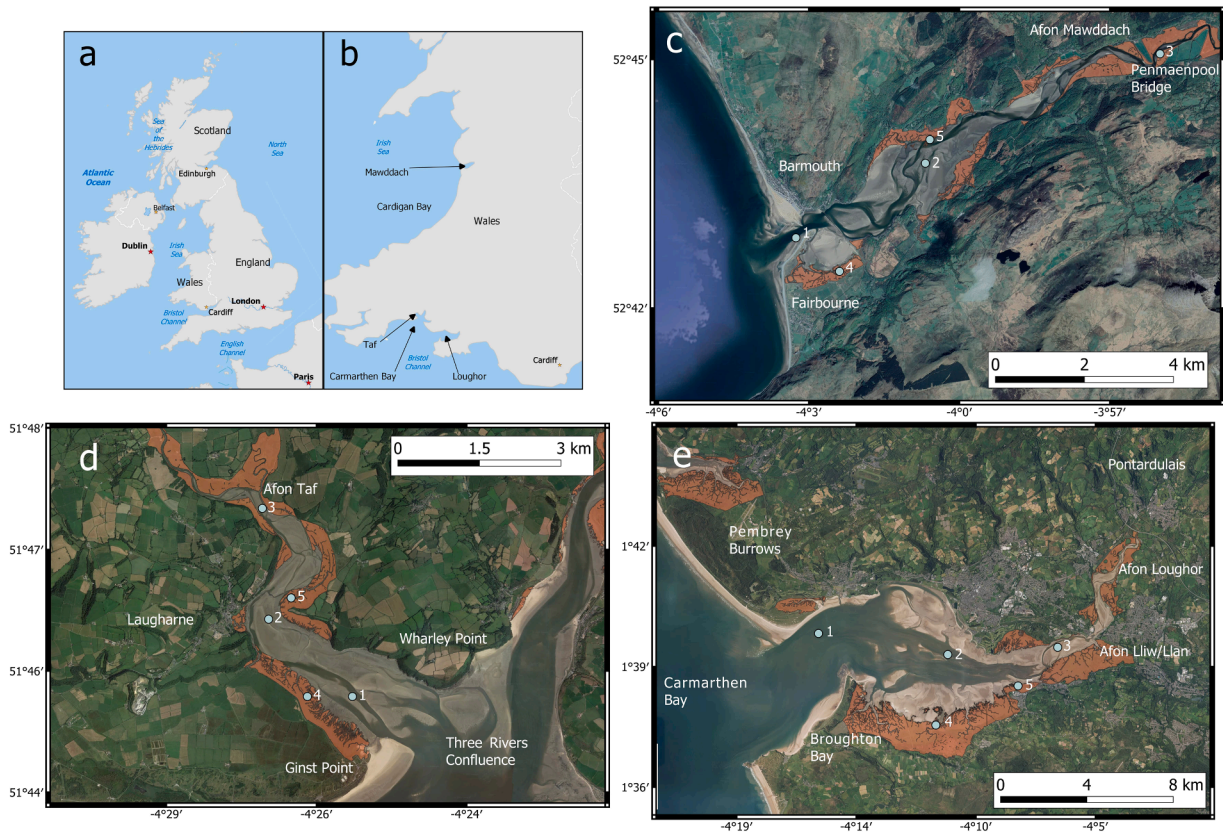 a
Scotland
Sea
of the
Hebrides
North
Sea
Atlantic
Ocean
Edinburgh
Belfast
Dublin
Irish
Sea
England
Wales
London
Cardiff
Bristol
Channel
English
Channel
Paris
b
Irish
Sea
Mawddach
Cardigan Bay
Wales
Taf
Carmarthen Bay
Bristol
Channel
Loughor
Cardiff
c
52°45
52°42
Afon Mawddach
3
Penmaenpool
Bridge
5
2
Barmouth
1
4
Fairbourne
0 2 4 km
-4°6 -4°3 -4°0 -3°57
d
51°48
51°47
51°46
51°44
0 1.5 3 km
Afon Taf
3
5
2
Laugharne
Wharley Point
4
1
Three Rivers
Confluence
Ginst Point
-4°29 -4°26 -4°24
e
1°42
1°39
1°36
Pontardulais
Pembrey
Burrows
Afon Loughor
1
2
3
Afon Lliw/Llan
5
Carmarthen
Bay
4
Broughton
Bay
0 4 8 km
-4°19 -4°14 -4°10 -4°5